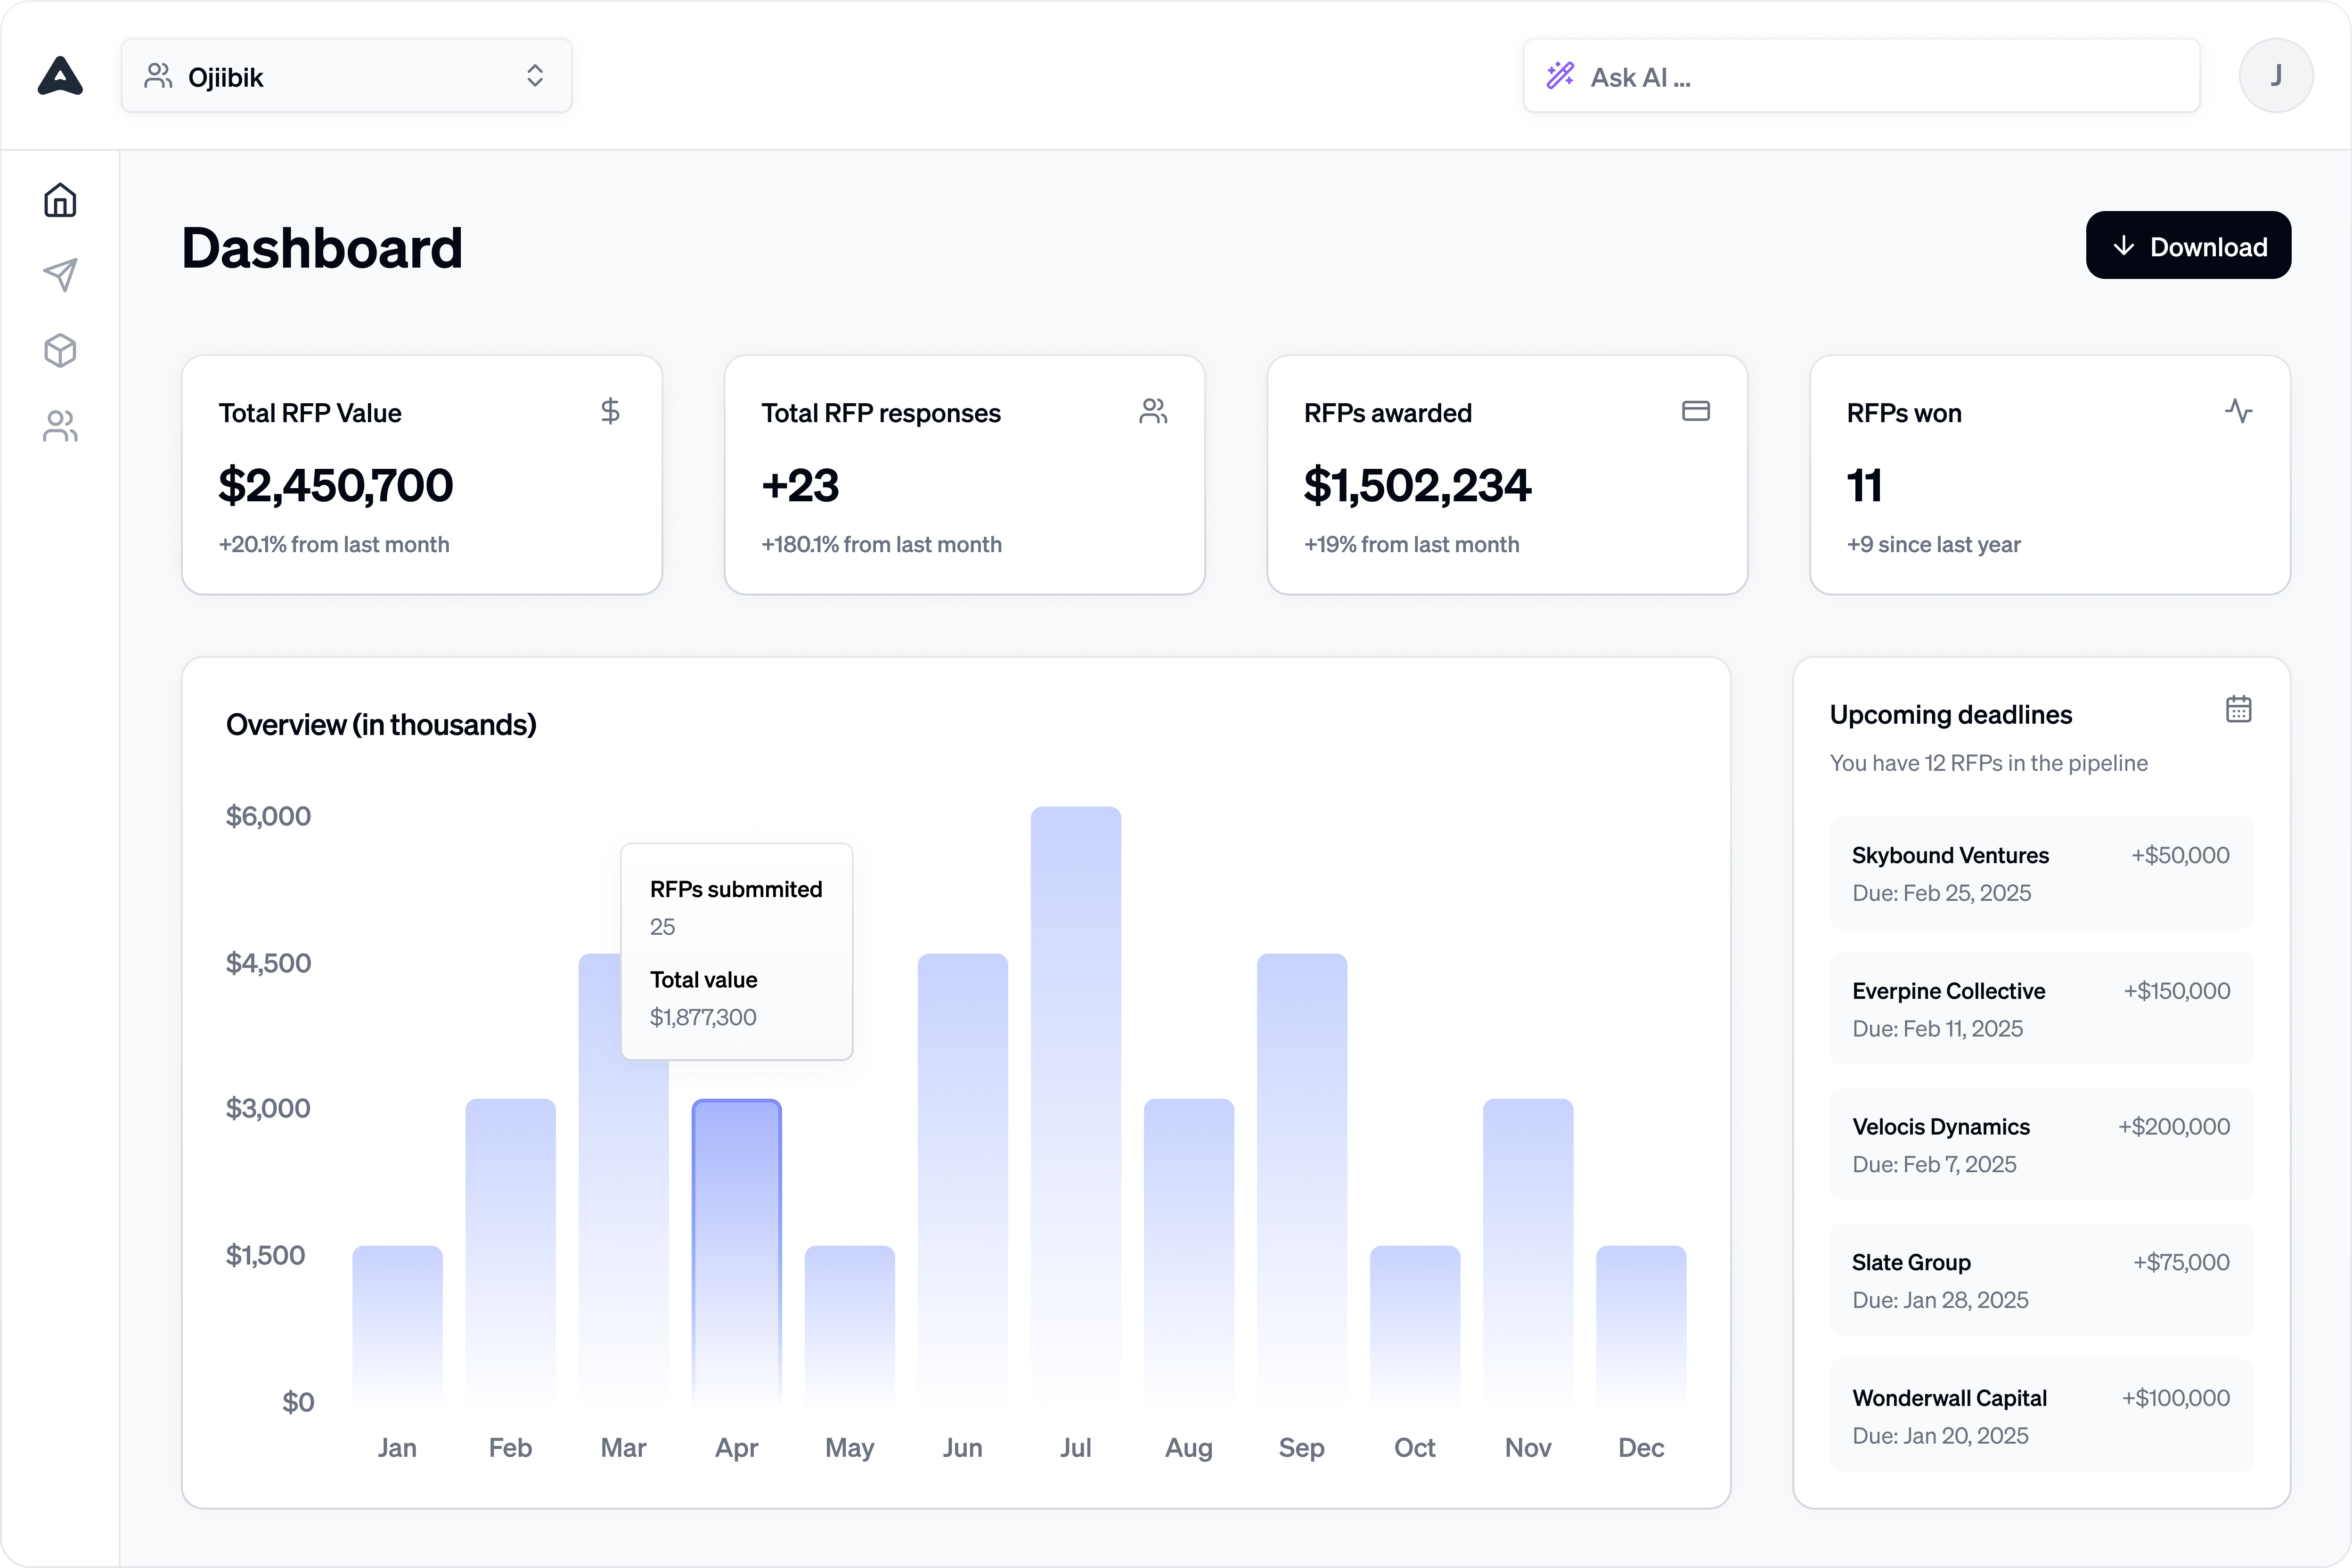 Ojiibik
Ask AI ...
J
Dashboard
Download
Total RFP Value
$2,450,700
+20.1% from last month
Total RFP responses
+23
+180.1% from last month
RFPs awarded
$1,502,234
+19% from last month
RFPs won
11
+9 since last year
Overview (in thousands)
$6,000
$4,500
$3,000
$1,500
$0
RFPs submmited
25
Total value
$1,877,300
Jan
Feb
Mar
Apr
May
Jun
Jul
Aug
Sep
Oct
Nov
Dec
Upcoming deadlines
You have 12 RFPs in the pipeline
Skybound Ventures +$50,000
Due: Feb 25, 2025
Everpine Collective +$150,000
Due: Feb 11, 2025
Velocis Dynamics +$200,000
Due: Feb 7, 2025
Slate Group +$75,000
Due: Jan 28, 2025
Wonderwall Capital +$100,000
Due: Jan 20, 2025